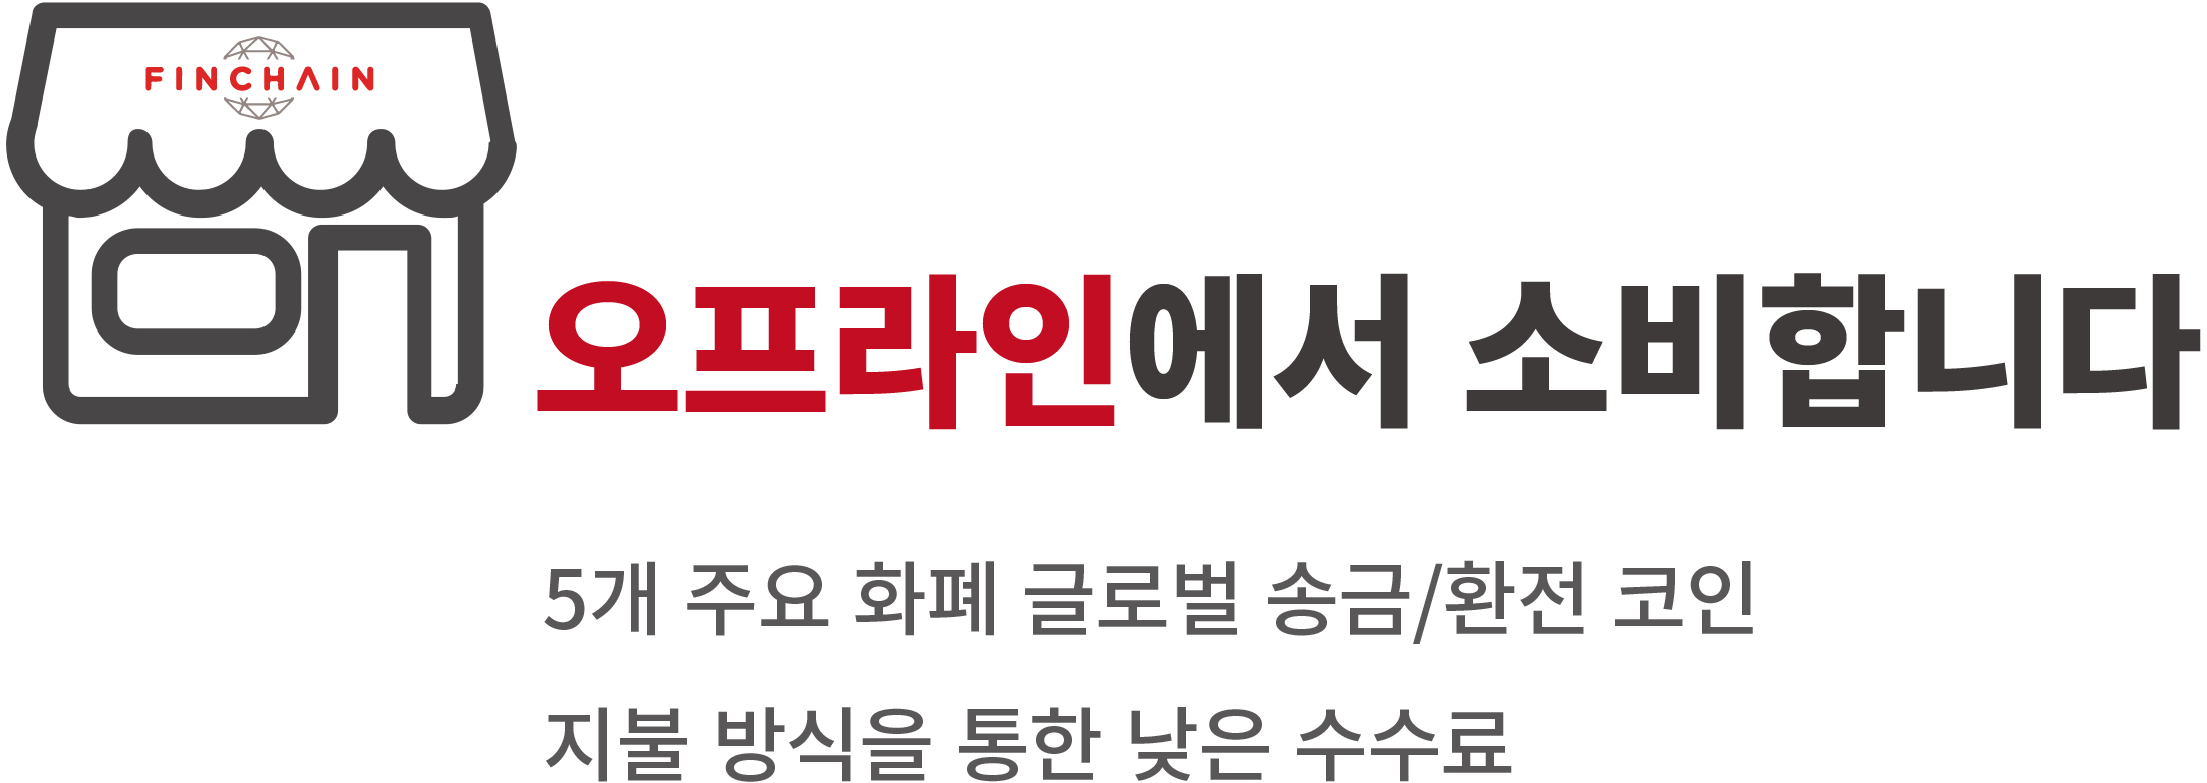 FINCHAIN
오프라인에서 소비합니다
5개 주요 화폐 글로벌 송금/환전 코인
지불 방식을 통한 낮은 수수료